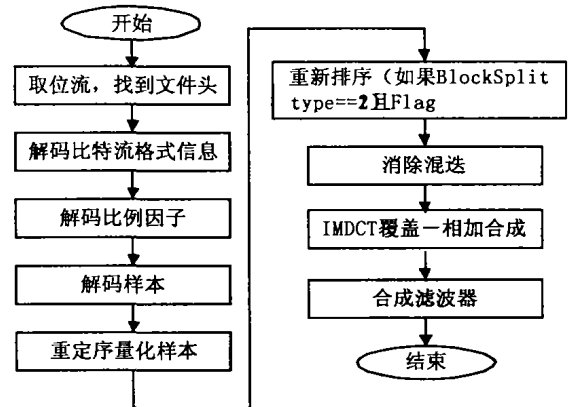 开始
取位流，找到文件头
解码比特流格式信息
解码比例因子
解码样本
重定序量化样本
重新排序（如果BlockSplit
type==2且Flag
消除混迭
IMDCT覆盖－相加合成
合成滤波器
结束